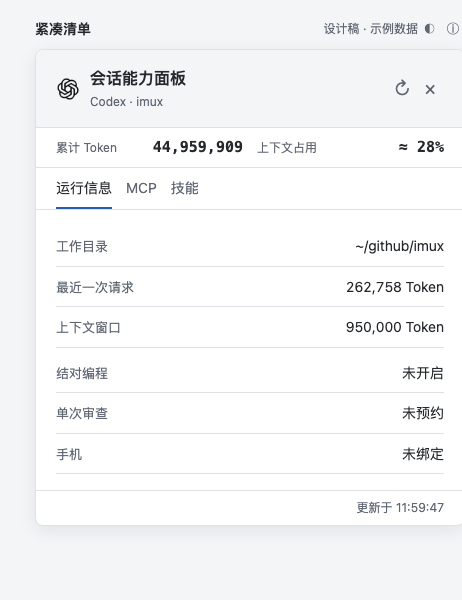 紧凑清单 设计稿 · 示例数据
会话能力面板
Codex · imux
累计 Token 44,959,909 上下文占用 ≈ 28%
运行信息 MCP 技能
工作目录 ~/github/imux
最近一次请求 262,758 Token
上下文窗口 950,000 Token
结对编程 未开启
单次审查 未预约
手机 未绑定
更新于 11:59:47